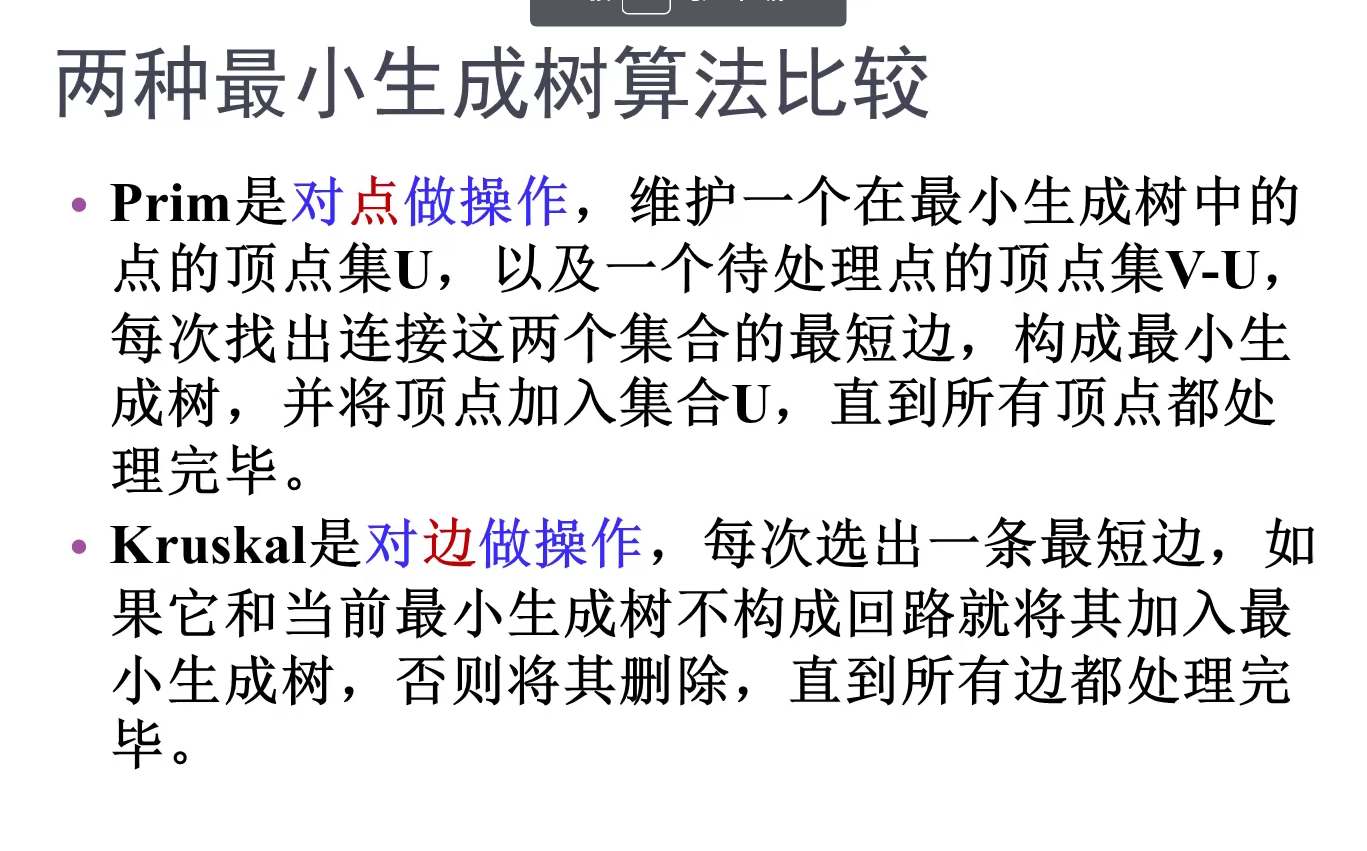 两种最小生成树算法比较
• Prim是对点做操作，维护一个在最小生成树中的
点的顶点集U，以及一个待处理点的顶点集V-U，
每次找出连接这两个集合的最短边，构成最小生
成树，并将顶点加入集合U，直到所有顶点都处
理完毕。
• Kruskal是对边做操作，每次选出一条最短边，如
果它和当前最小生成树不构成回路就将其加入最
小生成树，否则将其删除，直到所有边都处理完
毕。